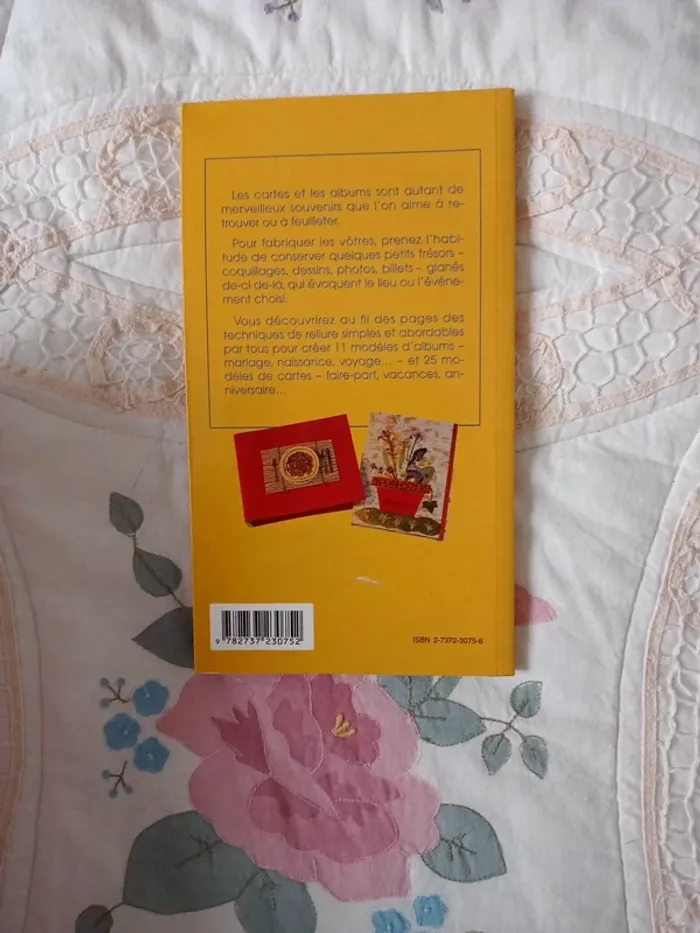 Les cartes et les albums sont autant de
merveilleux souvenirs que l'on aime à re-
trouver ou à feuilleter.
Pour fabriquer les vôtres, prenez l'habi-
tude de conserver quelques petits trésors –
coquillages, dessins, photos, billets – glanés
de-ci de-là, qui évoquent le lieu ou l'événe-
ment choisi.
Vous découvrirez au fil des pages des
techniques de reliure simples et abordables
par tous pour créer 11 modèles d'albums –
mariage, naissance, voyage... – et 25 mo-
dèles de cartes – faire-part, vacances, an-
niversaire...
9 782737 230752
ISBN 2-7372-3075-6